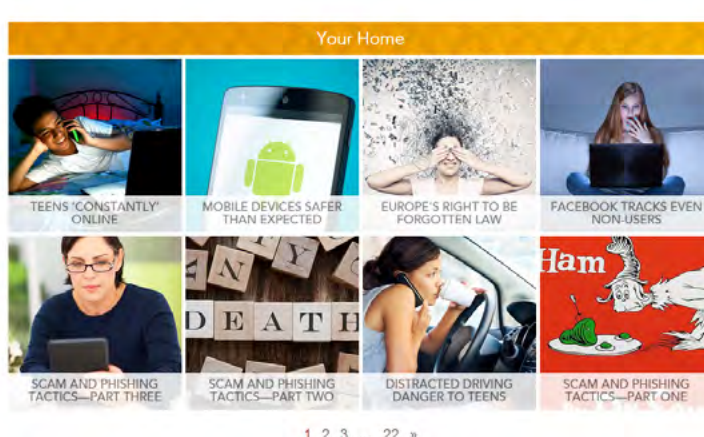 Your Home
TEENS 'CONSTANTLY'
ONLINE
MOBILE DEVICES SAFER
THAN EXPECTED
EUROPE'S RIGHT TO BE
FORGOTTEN LAW
FACEBOOK TRACKS EVEN
NON-USERS
N Y
DEATH
Ham
SCAM AND PHISHING
TACTICS—PART THREE
SCAM AND PHISHING
TACTICS—PART TWO
DISTRACTED DRIVING
DANGER TO TEENS
SCAM AND PHISHING
TACTICS—PART ONE
1 2 3 ... 22 »